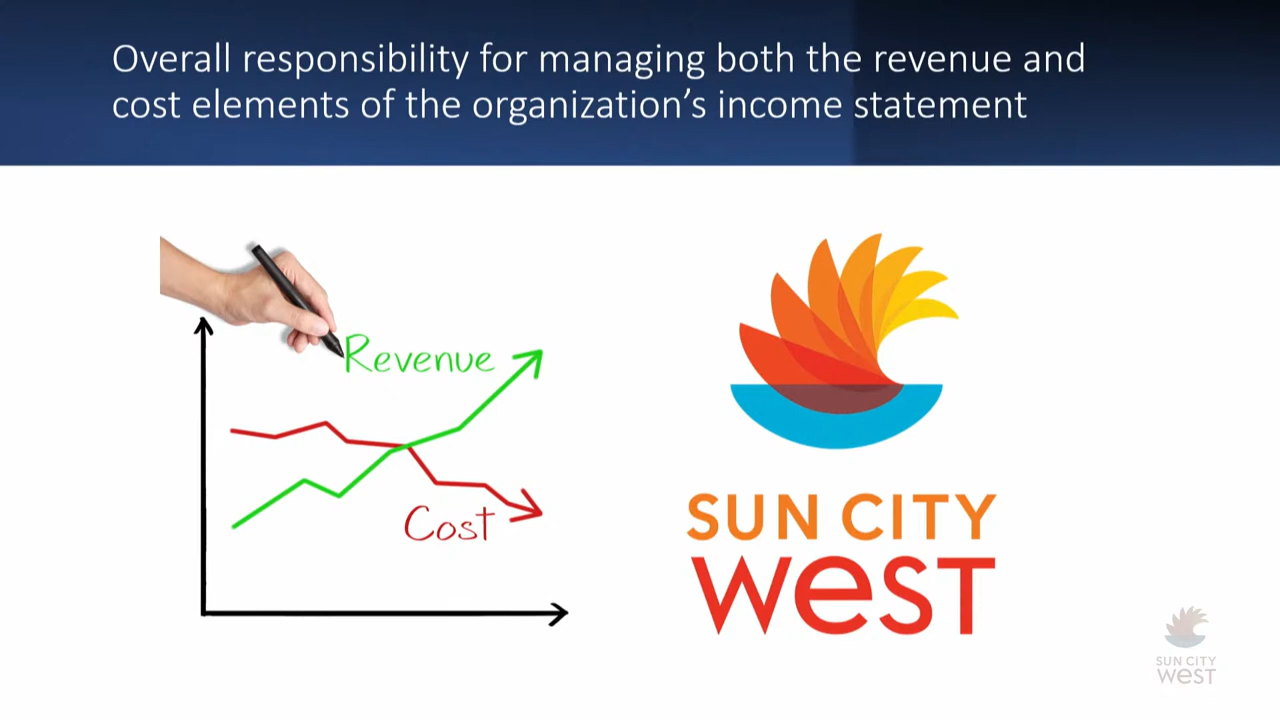 Overall responsibility for managing both the revenue and
cost elements of the organization’s income statement
Revenue
Cost
SUN CITY
WeST
SUN CITY
WeST